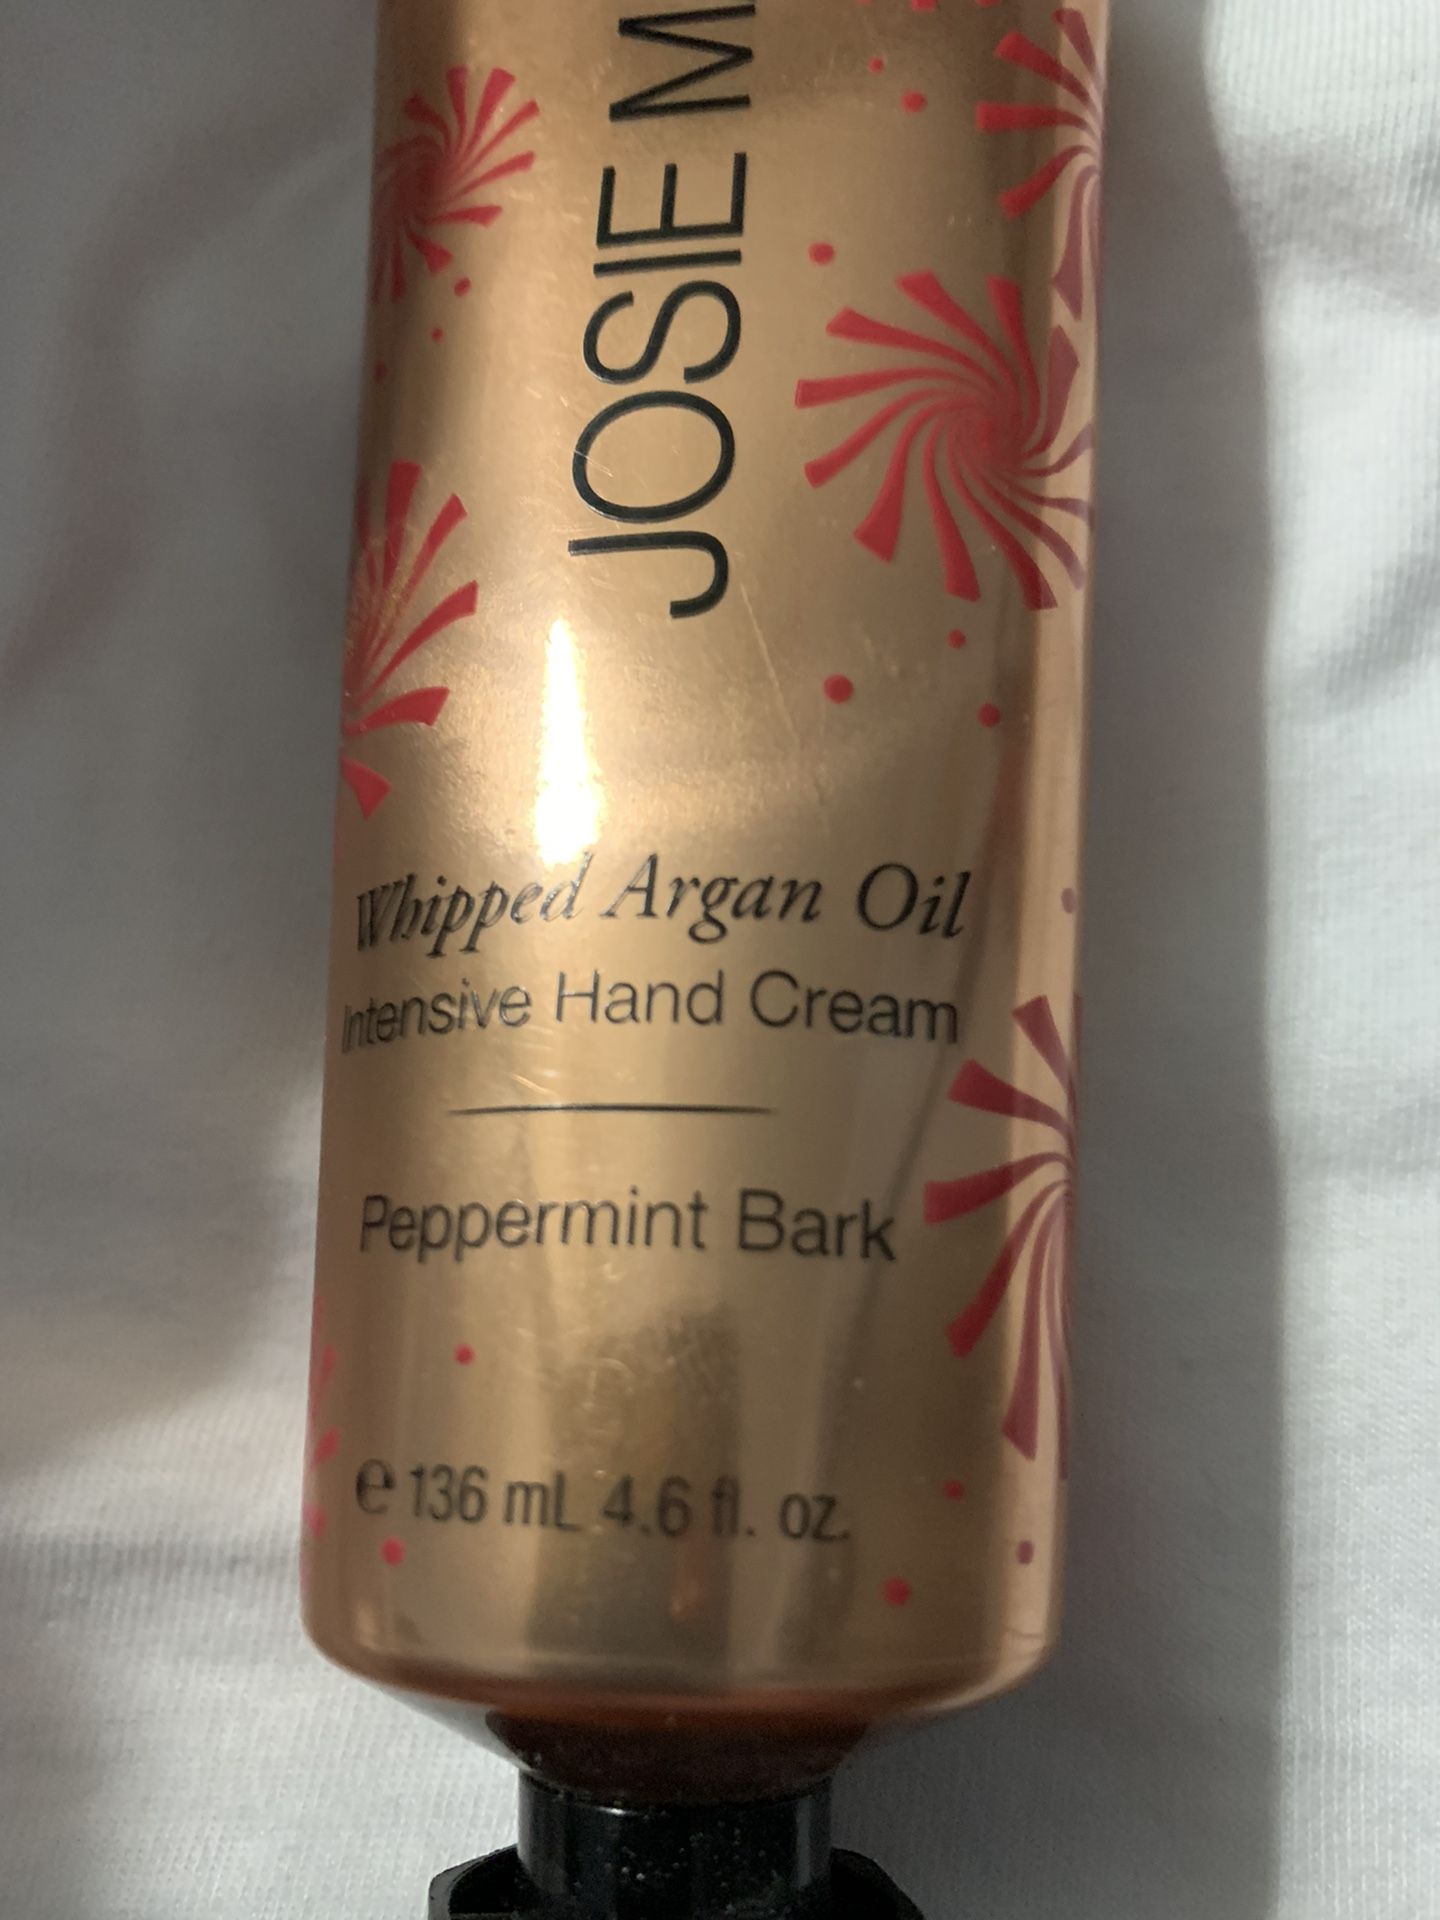 JOSIE M
Whipped Argan Oil
Intensive Hand Cream
Peppermint Bark
℮ 136 mL 4.6 fl. oz.